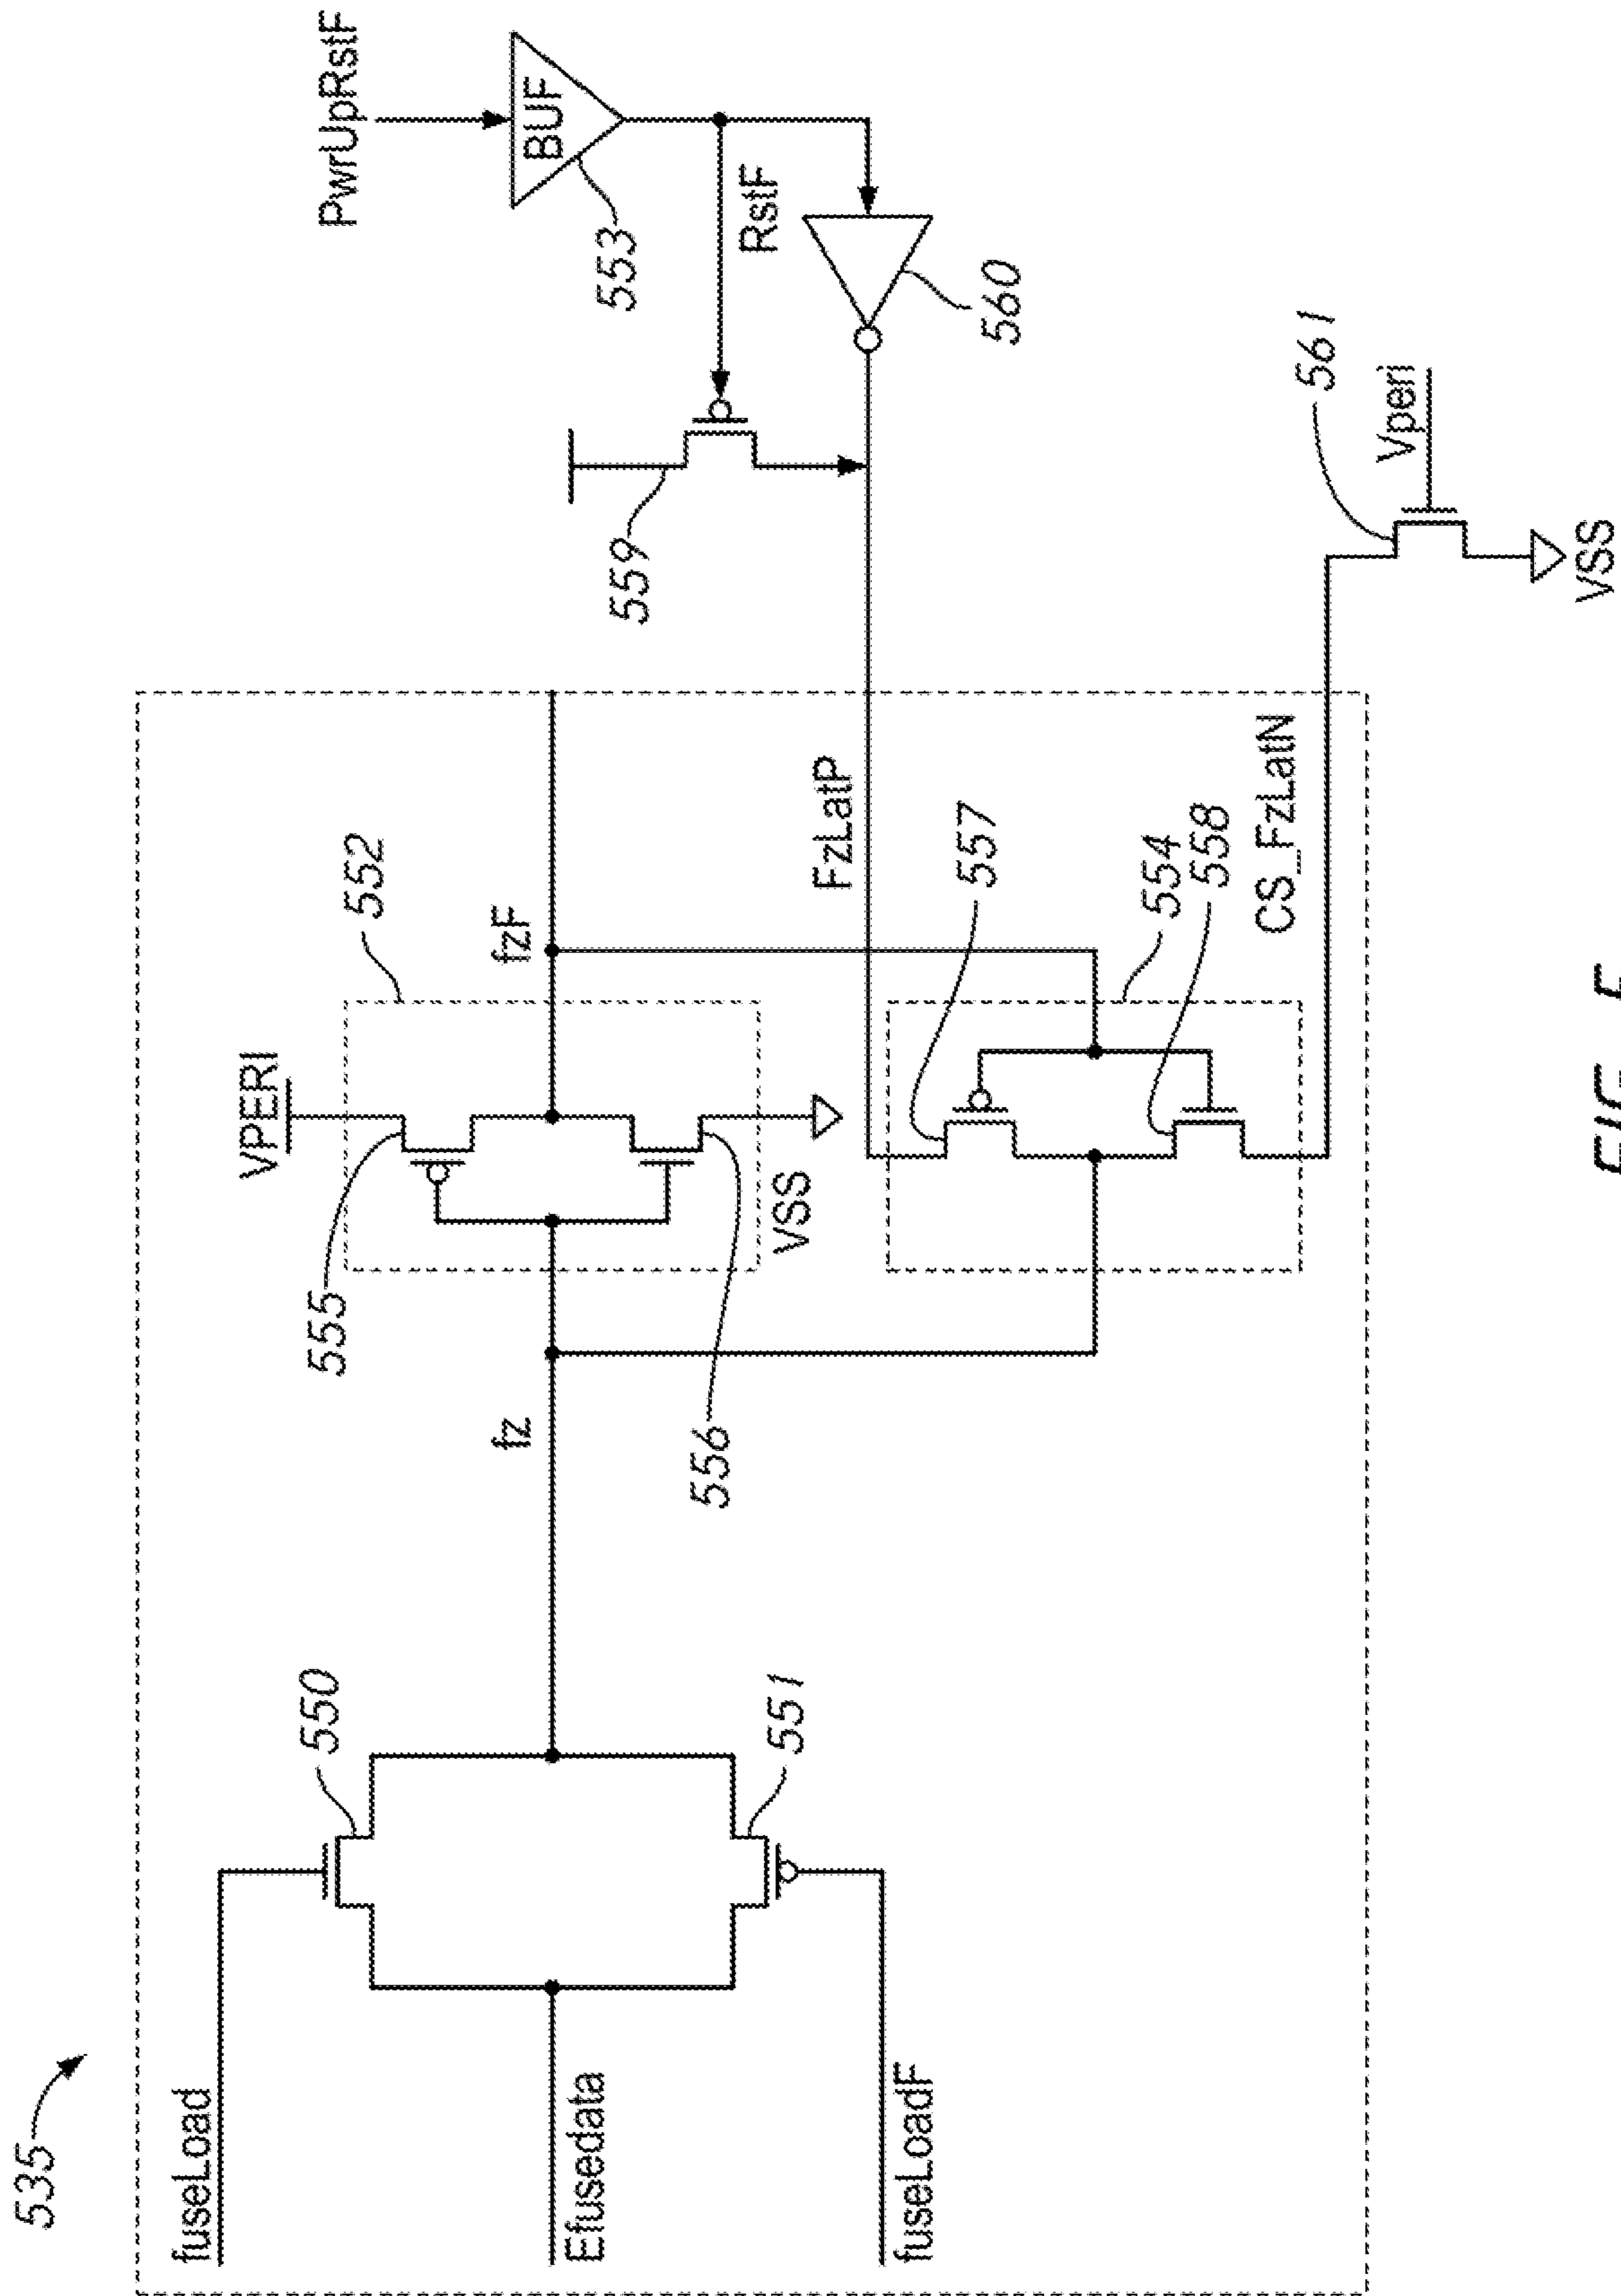 535
fuseLoad
Efusedata
fuseLoadF
550
551
fz
VPERI
555
556
VSS
552
fzF
FzLatP
557
554
558
CS_FzLatN
559
PwrUpRstF
BUF
553
RstF
560
561
Vperi
VSS